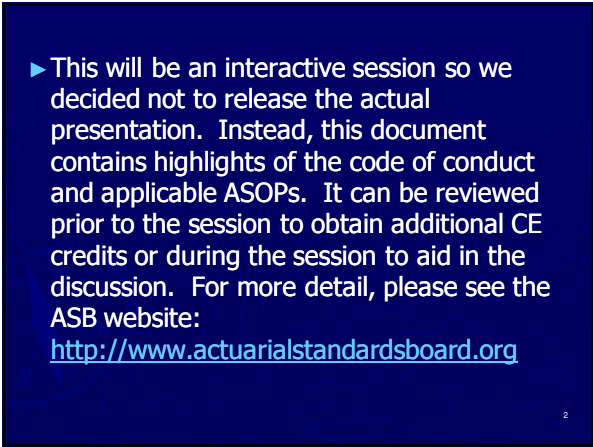 ►This will be an interactive session so we
decided not to release the actual
presentation.  Instead, this document
contains highlights of the code of conduct
and applicable ASOPs.  It can be reviewed
prior to the session to obtain additional CE
credits or during the session to aid in the
discussion.  For more detail, please see the
ASB website:
http://www.actuarialstandardsboard.org
2